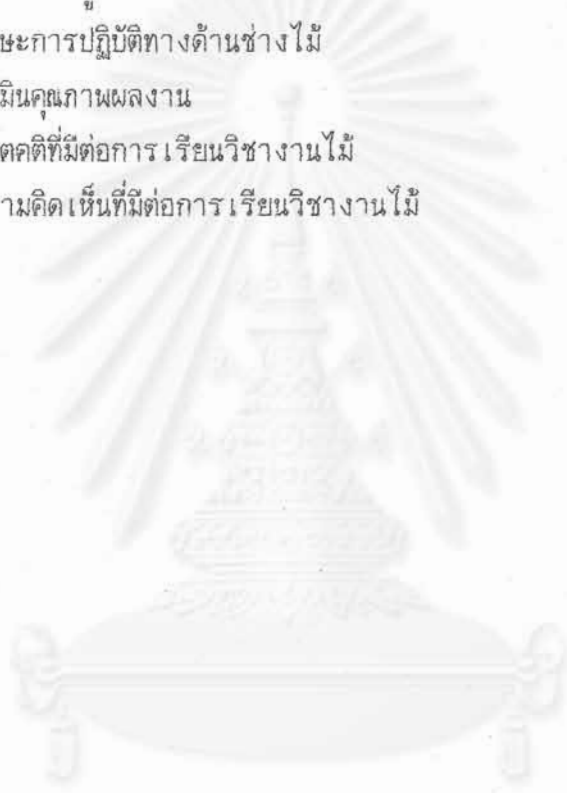 ษะการปฏิบัติทางด้านช่างไม้
มินคุณภาพผลงาน
ตคติที่มีต่อการเรียนวิชางานไม้
ามคิดเห็นที่มีต่อการเรียนวิชางานไม้